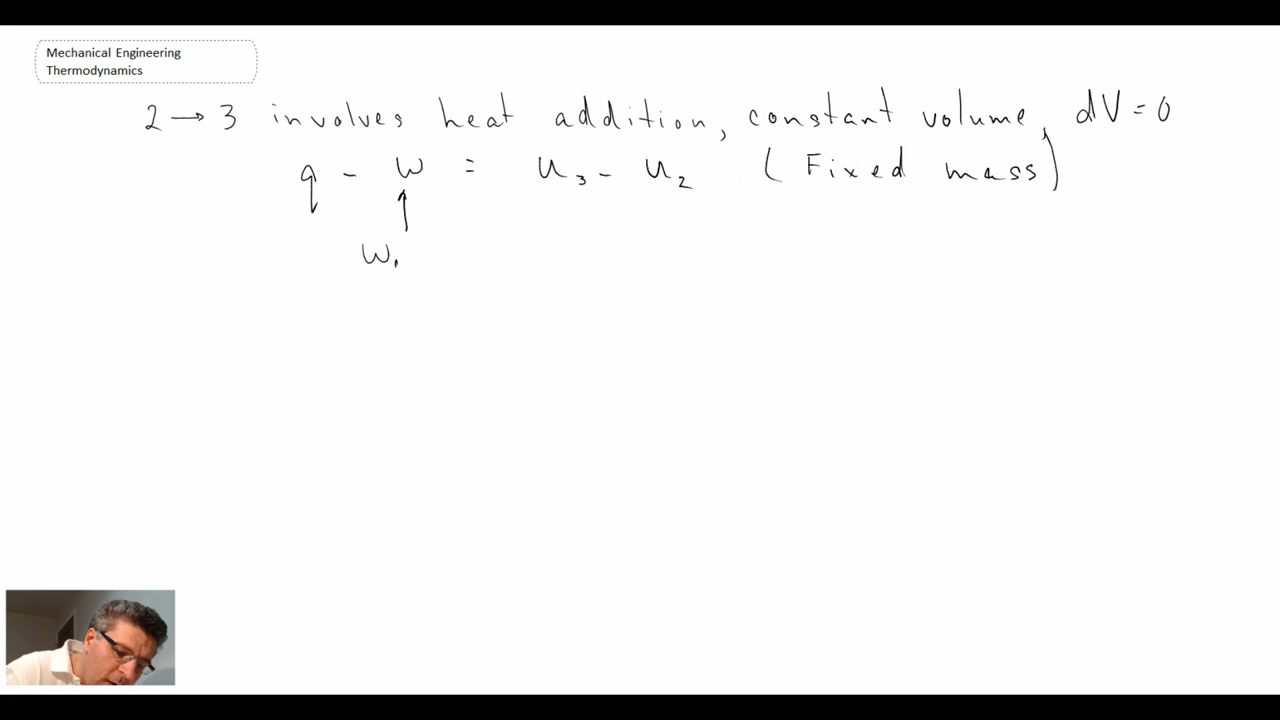 Mechanical Engineering
Thermodynamics
2 → 3 involves heat addition, constant volume, dV = 0
q - w = u₃ - u₂ (Fixed mass)
↑
w